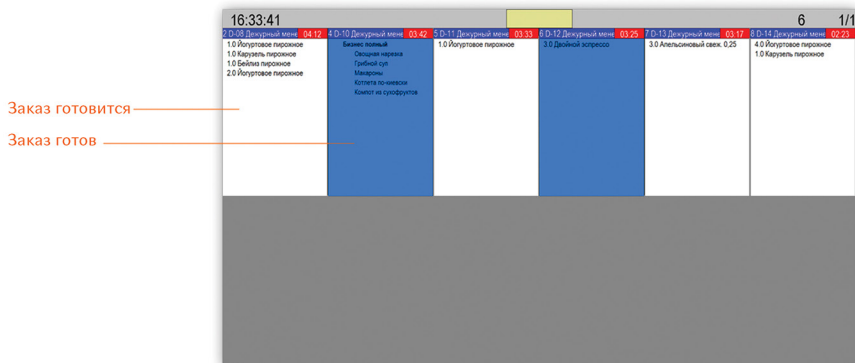 16:33:41
6
1/1
2 D-08 Дежурный мене 04:12
1.0 Йогуртовое пирожное
1.0 Карузель пирожное
1.0 Бейлиз пирожное
2.0 Йогуртовое пирожное
4 D-10 Дежурный мене 03:42
Бизнес полный
Овощная нарезка
Грибной суп
Макароны
Котлета по-киевски
Компот из сухофруктов
5 D-11 Дежурный мене 03:33
1.0 Йогуртовое пирожное
6 D-12 Дежурный мене 03:25
3.0 Двойной эспрессо
7 D-13 Дежурный мене 03:17
3.0 Апельсиновый свеж. 0,25
8 D-14 Дежурный мене 02:23
4.0 Йогуртовое пирожное
1.0 Карузель пирожное
Заказ готовится
Заказ готов